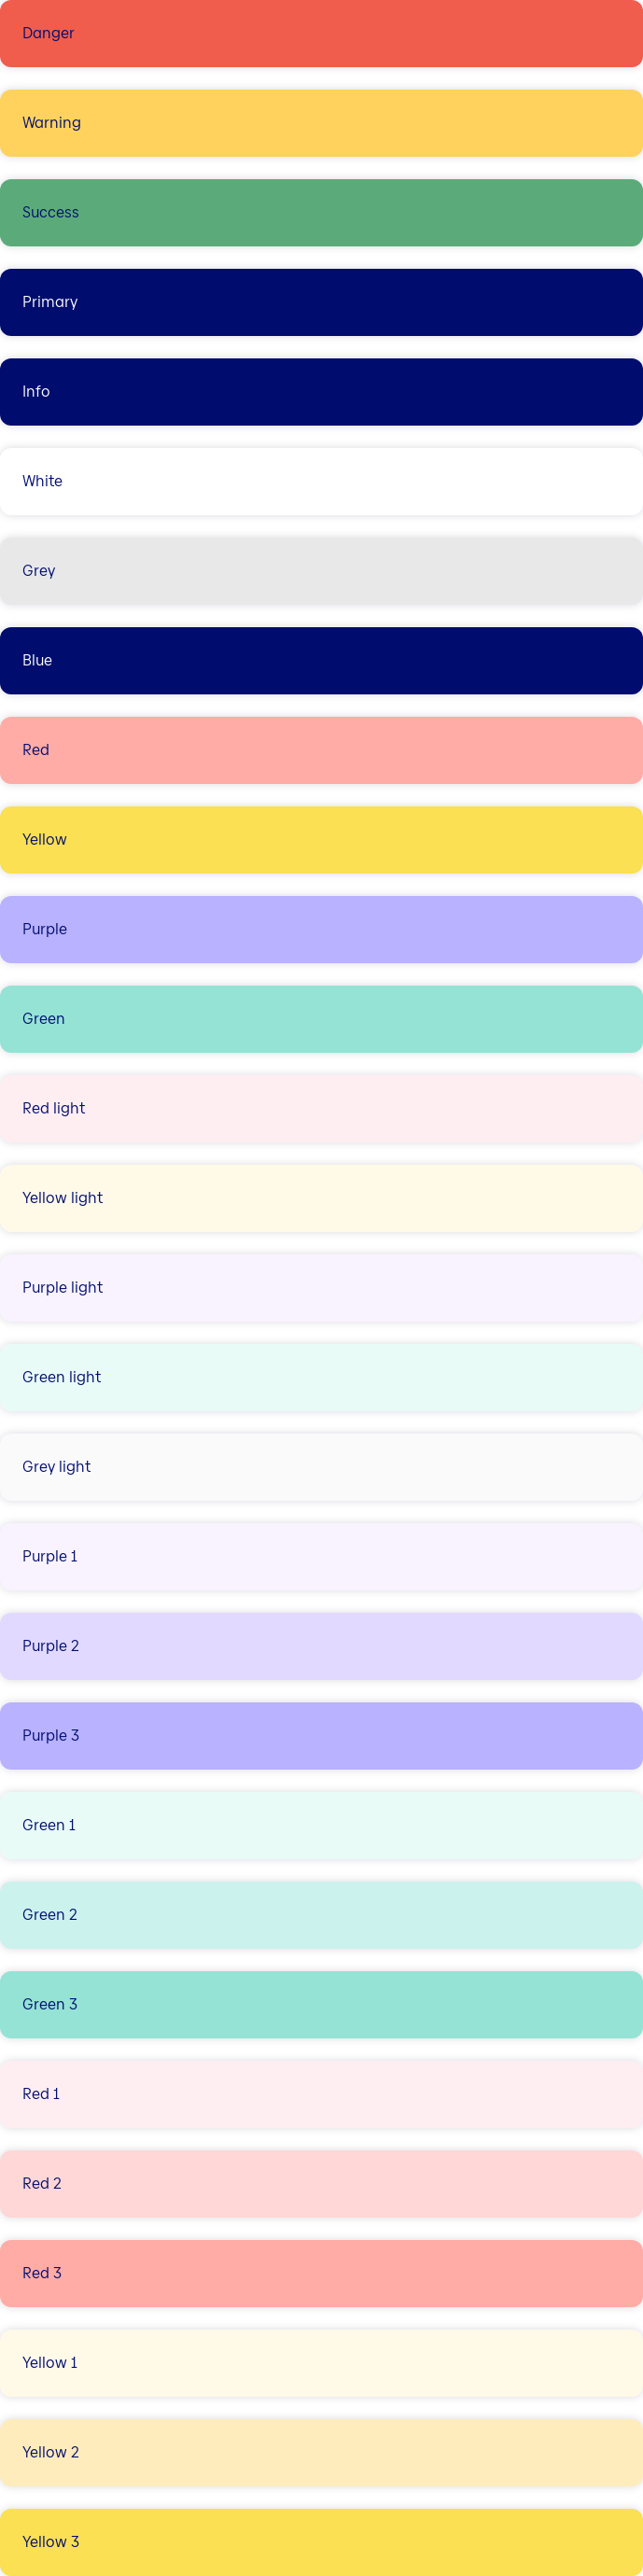 Danger
Warning
Success
Primary
Info
White
Grey
Blue
Red
Yellow
Purple
Green
Red light
Yellow light
Purple light
Green light
Grey light
Purple 1
Purple 2
Purple 3
Green 1
Green 2
Green 3
Red 1
Red 2
Red 3
Yellow 1
Yellow 2
Yellow 3